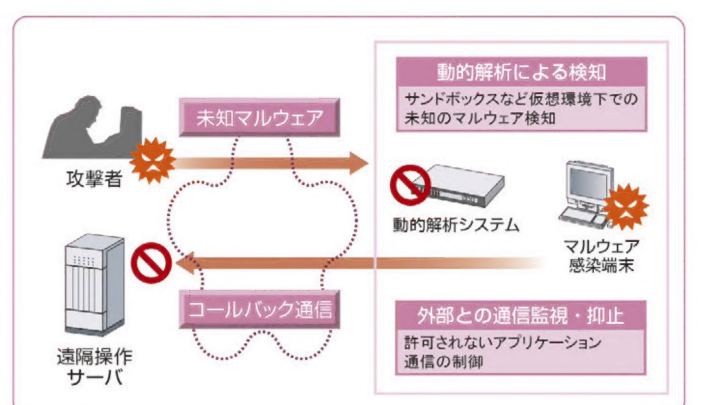 動的解析による検知
サンドボックスなど仮想環境下での
未知のマルウェア検知
未知マルウェア
攻撃者
動的解析システム
マルウェア
感染端末
コールバック通信
外部との通信監視・抑止
許可されないアプリケーション
通信の制御
遠隔操作
サーバ